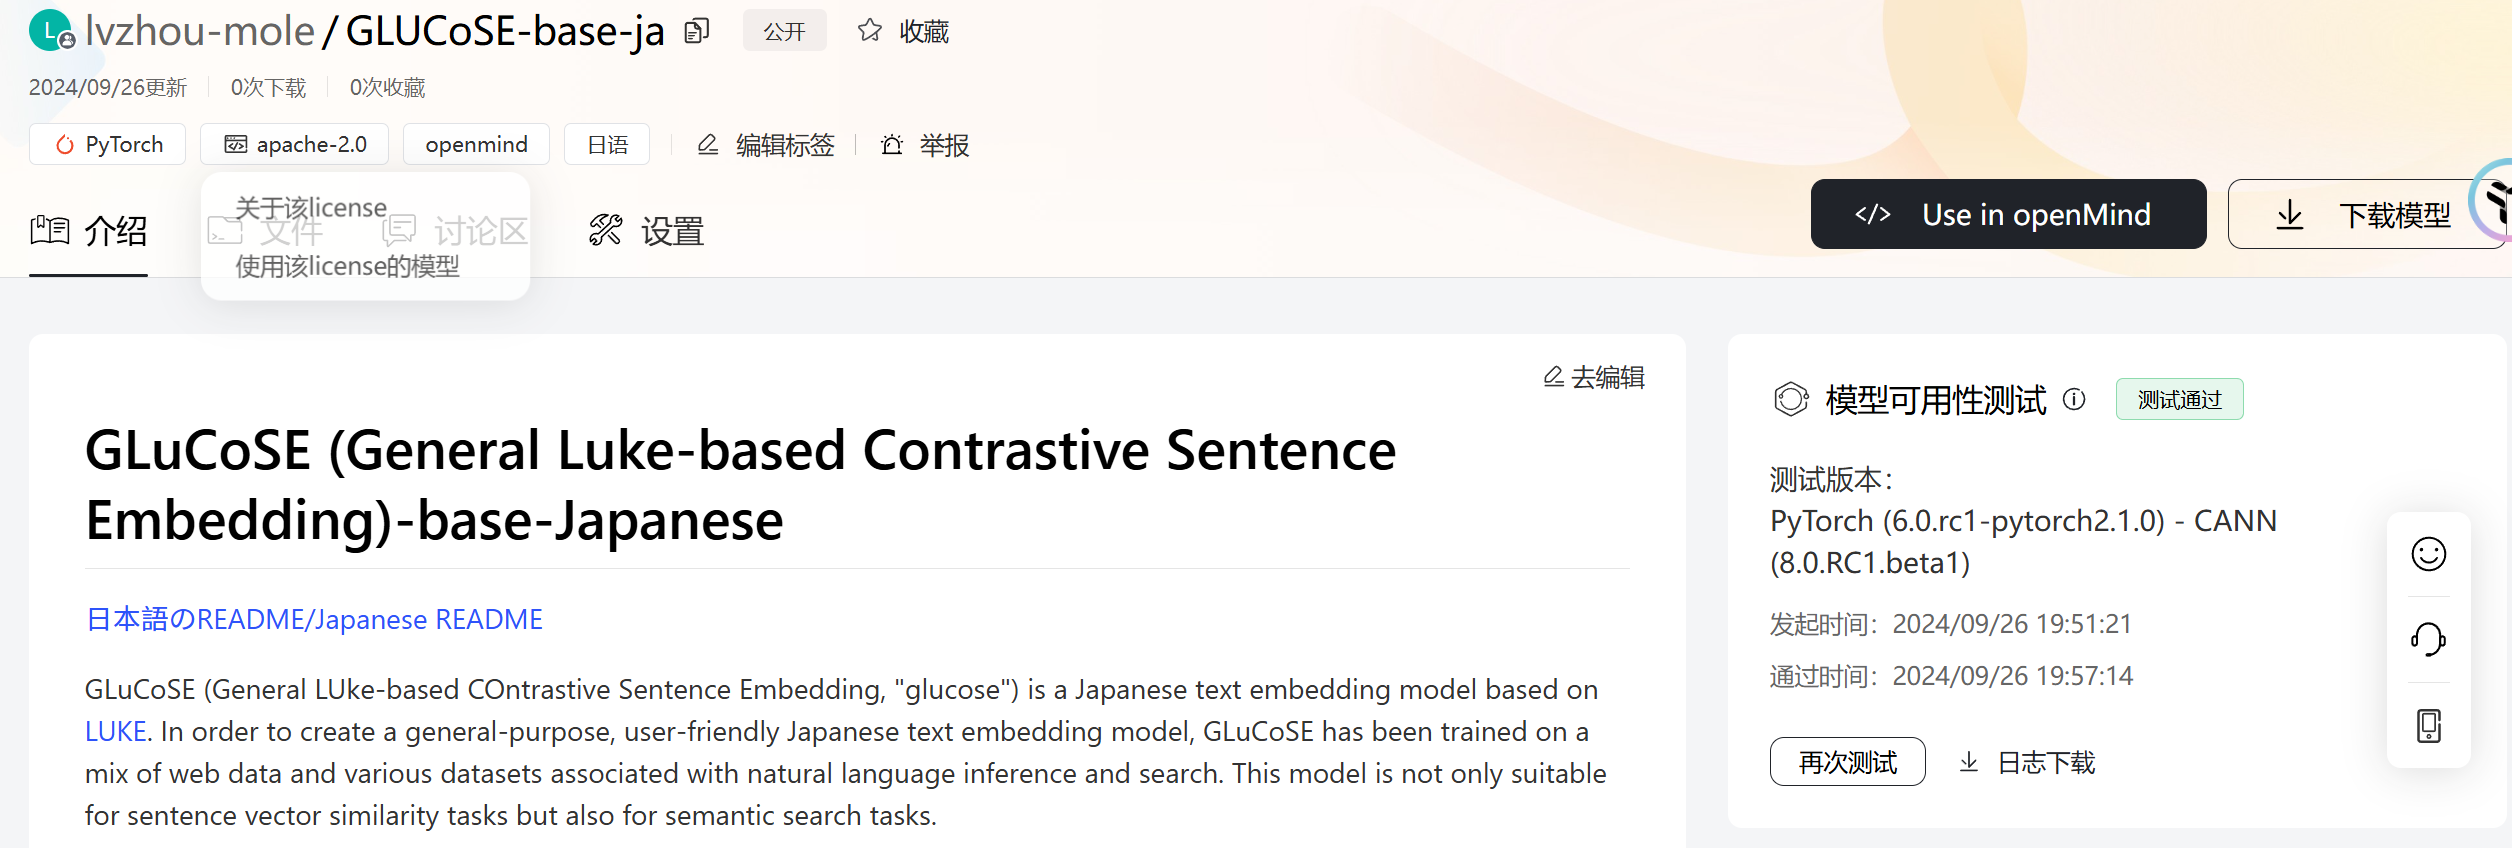 L lvzhou-mole / GLUCoSE-base-ja 公开 收藏
2024/09/26更新 0次下载 0次收藏
PyTorch apache-2.0 openmind 日语 编辑标签 举报
关于该license
使用该license的模型
介绍 文件 讨论区 设置
</> Use in openMind 下载模型
去编辑
GLuCoSE (General Luke-based Contrastive Sentence
Embedding)-base-Japanese
日本語のREADME/Japanese README
GLuCoSE (General LUke-based COntrastive Sentence Embedding, "glucose") is a Japanese text embedding model based on
LUKE. In order to create a general-purpose, user-friendly Japanese text embedding model, GLuCoSE has been trained on a
mix of web data and various datasets associated with natural language inference and search. This model is not only suitable
for sentence vector similarity tasks but also for semantic search tasks.
模型可用性测试 测试通过
测试版本：
PyTorch (6.0.rc1-pytorch2.1.0) - CANN
(8.0.RC1.beta1)
发起时间：2024/09/26 19:51:21
通过时间：2024/09/26 19:57:14
再次测试 日志下载